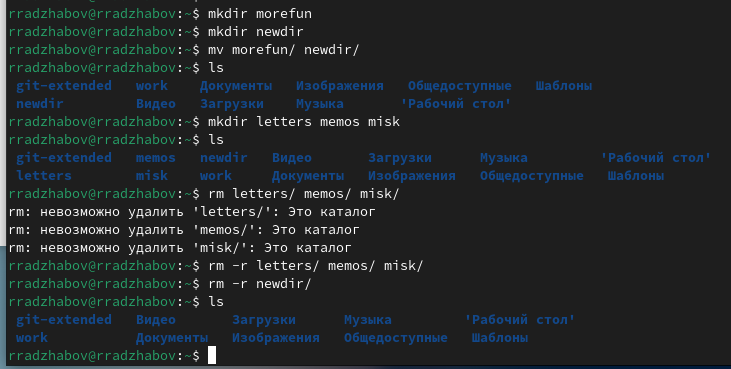 rradzhabov@rradzhabov:~$ mkdir morefun
rradzhabov@rradzhabov:~$ mkdir newdir
rradzhabov@rradzhabov:~$ mv morefun/ newdir/
rradzhabov@rradzhabov:~$ ls
git-extended work Документы Изображения Общедоступные Шаблоны
newdir Видео Загрузки Музыка 'Рабочий стол'
rradzhabov@rradzhabov:~$ mkdir letters memos misk
rradzhabov@rradzhabov:~$ ls
git-extended memos newdir Видео Загрузки Музыка 'Рабочий стол'
letters misk work Документы Изображения Общедоступные Шаблоны
rradzhabov@rradzhabov:~$ rm letters/ memos/ misk/
rm: невозможно удалить 'letters/': Это каталог
rm: невозможно удалить 'memos/': Это каталог
rm: невозможно удалить 'misk/': Это каталог
rradzhabov@rradzhabov:~$ rm -r letters/ memos/ misk/
rradzhabov@rradzhabov:~$ rm -r newdir/
rradzhabov@rradzhabov:~$ ls
git-extended Видео Загрузки Музыка 'Рабочий стол'
work Документы Изображения Общедоступные Шаблоны
rradzhabov@rradzhabov:~$